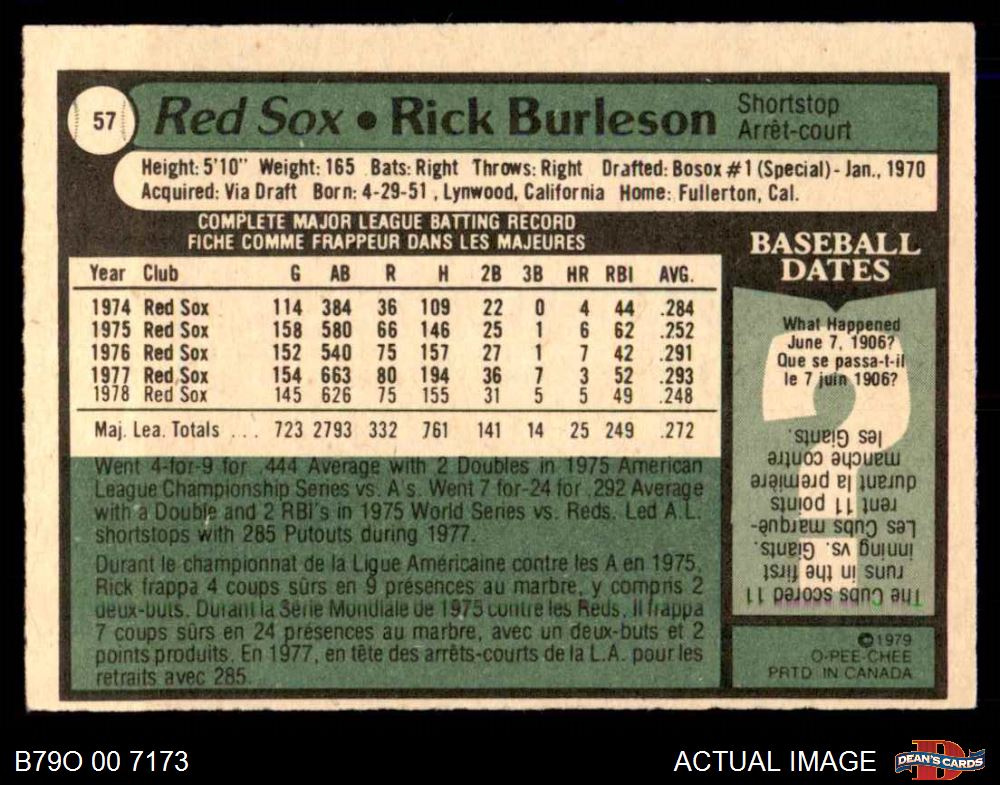 57
Red Sox • Rick Burleson
Shortstop
Arrêt-court
Height: 5'10" Weight: 165 Bats: Right Throws: Right Drafted: Bosox #1 (Special) - Jan., 1970
Acquired: Via Draft Born: 4-29-51 , Lynwood, California Home: Fullerton, Cal.
COMPLETE MAJOR LEAGUE BATTING RECORD
FICHE COMME FRAPPEUR DANS LES MAJEURES
Year Club G AB R H 2B 3B HR RBI AVG.
1974 Red Sox 114 384 36 109 22 0 4 44 .284
1975 Red Sox 158 580 66 146 25 1 6 62 .252
1976 Red Sox 152 540 75 157 27 1 7 42 .291
1977 Red Sox 154 663 80 194 36 7 3 52 .293
1978 Red Sox 145 626 75 155 31 5 5 49 .248
Maj. Lea. Totals ... 723 2793 332 761 141 14 25 249 .272
Went 4-for-9 for .444 Average with 2 Doubles in 1975 American
League Championship Series vs. A's. Went 7 for-24 for .292 Average
with a Double and 2 RBI's in 1975 World Series vs. Reds. Led A.L.
shortstops with 285 Putouts during 1977.
Durant le championnat de la Ligue Américaine contre les A en 1975,
Rick frappa 4 coups sûrs en 9 présences au marbre, y compris 2
deux-buts. Durant la Série Mondiale de 1975 contre les Reds, il frappa
7 coups sûrs en 24 présences au marbre, avec un deux-buts et 2
points produits. En 1977, en tête des arrêts-courts de la L.A. pour les
retraits avec 285.
BASEBALL
DATES
What Happened
June 7, 1906?
Que se passa-t-il
le 7 juin 1906?
The Cubs scored 11
runs in the first
inning vs. Giants.
Les Cubs marquè-
rent 11 points
durant la première
manche contre
les Giants.
©1979
O-PEE-CHEE
PRTD IN CANADA
B79O 00 7173
ACTUAL IMAGE
DEAN'S CARDS